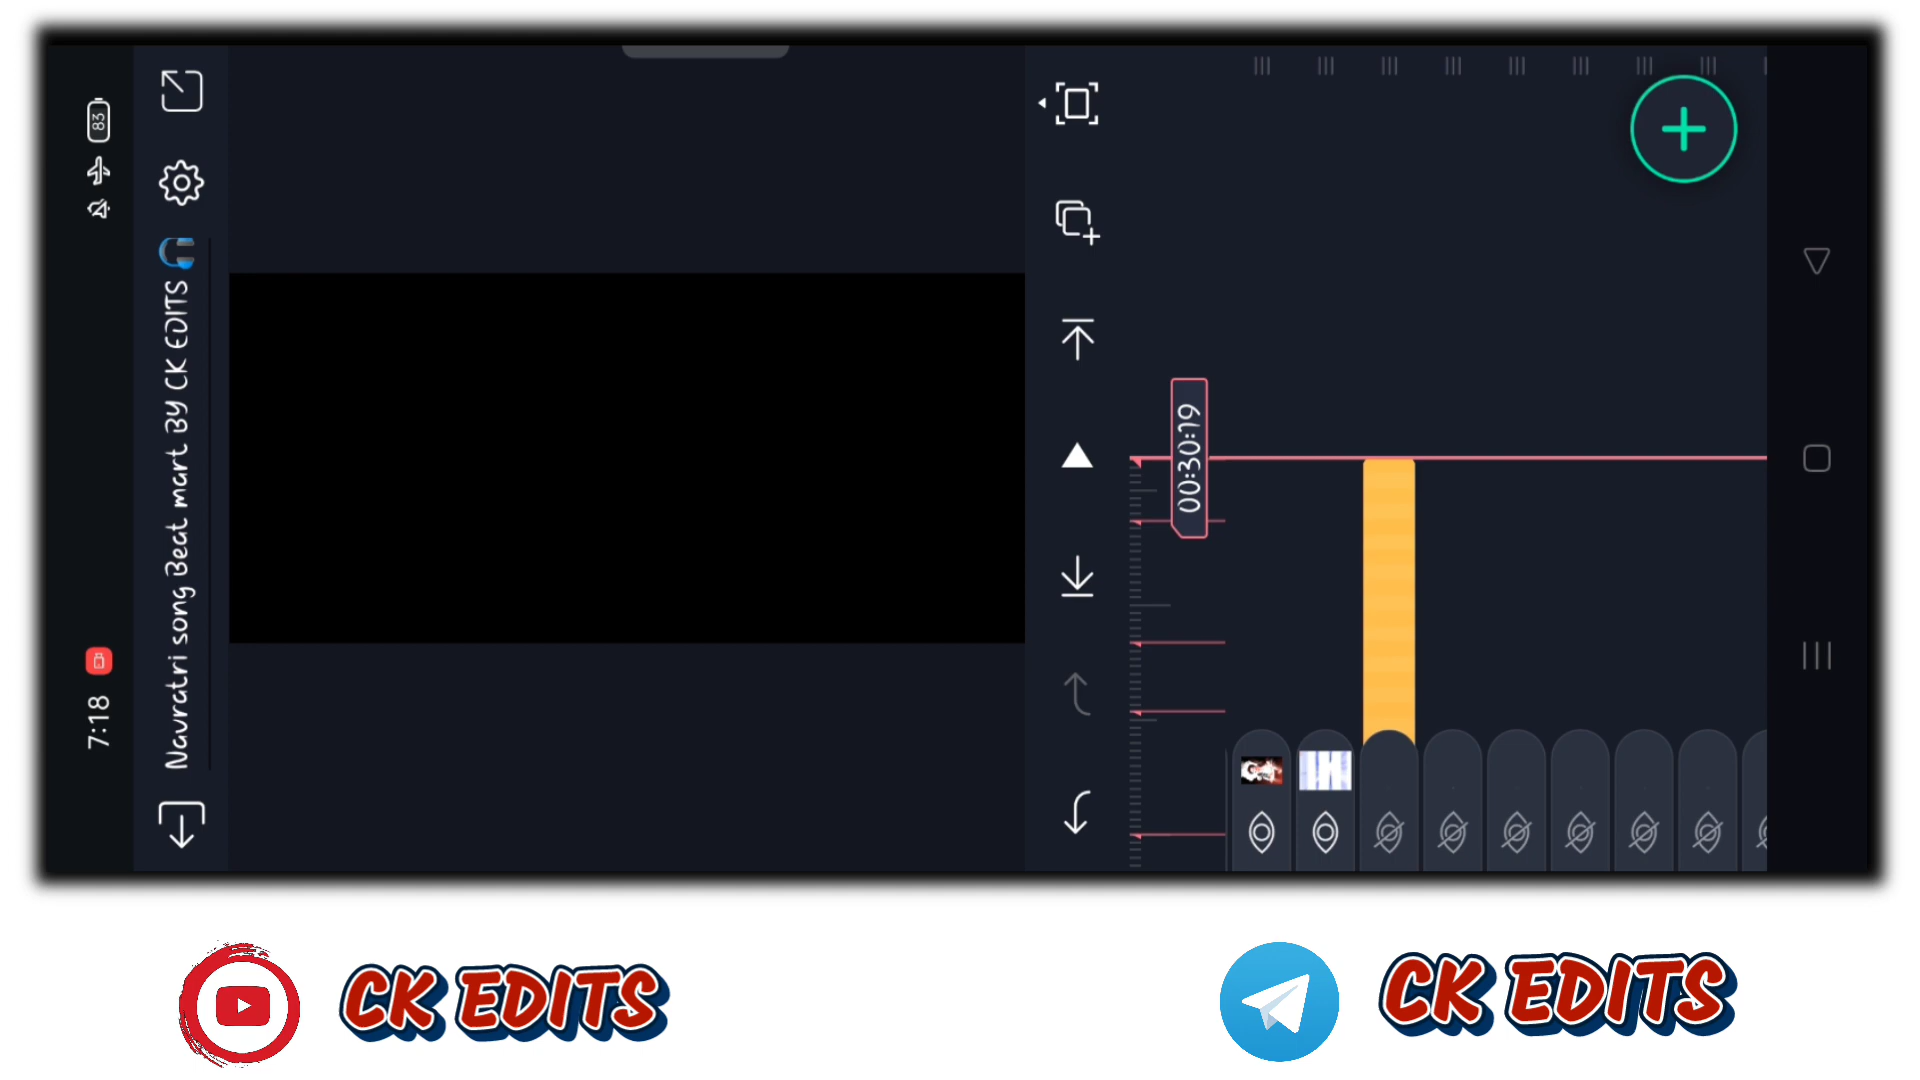 7:18
83
Navratri song Beat mart BY CK EDITS 🎧
00:30:19
CK EDITS
CK EDITS